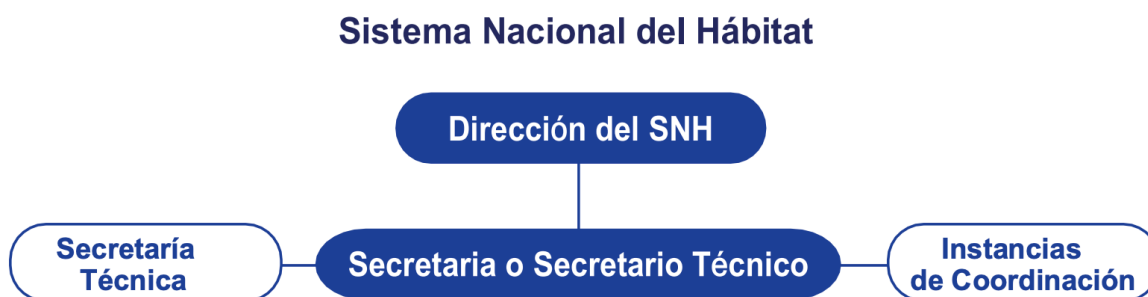 Sistema Nacional del Hábitat
Dirección del SNH
Secretaría
Técnica
Secretaria o Secretario Técnico
Instancias
de Coordinación